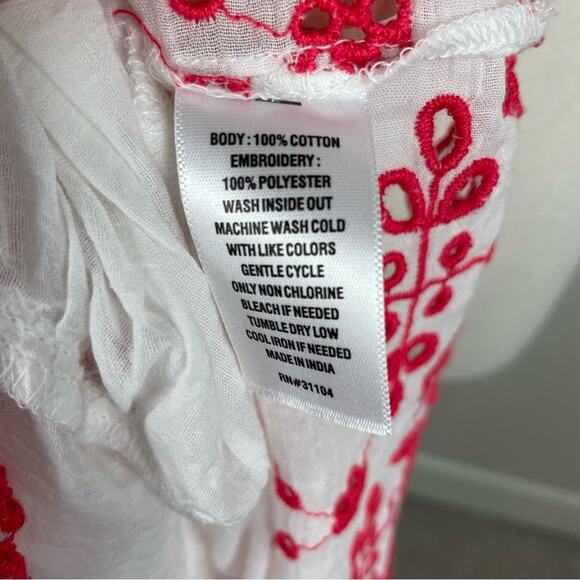 BODY : 100% COTTON
EMBROIDERY :
100% POLYESTER
WASH INSIDE OUT
MACHINE WASH COLD
WITH LIKE COLORS
GENTLE CYCLE
ONLY NON CHLORINE
BLEACH IF NEEDED
TUMBLE DRY LOW
COOL IRON IF NEEDED
MADE IN INDIA
RN#31104